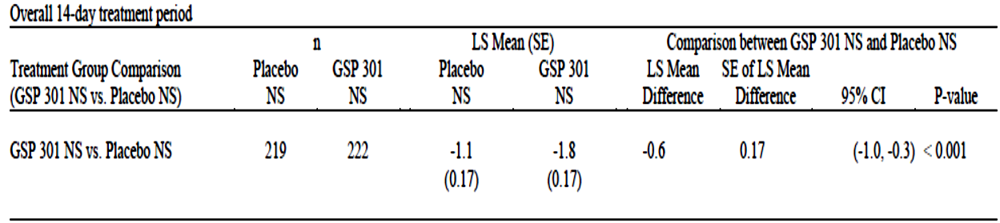 Overall 14-day treatment period
n LS Mean (SE) Comparison between GSP 301 NS and Placebo NS
Treatment Group Comparison Placebo GSP 301 Placebo GSP 301 LS Mean SE of LS Mean
(GSP 301 NS vs. Placebo NS) NS NS NS NS Difference Difference 95% CI P-value
GSP 301 NS vs. Placebo NS 219 222 -1.1 -1.8 -0.6 0.17 (-1.0, -0.3) < 0.001
(0.17) (0.17)